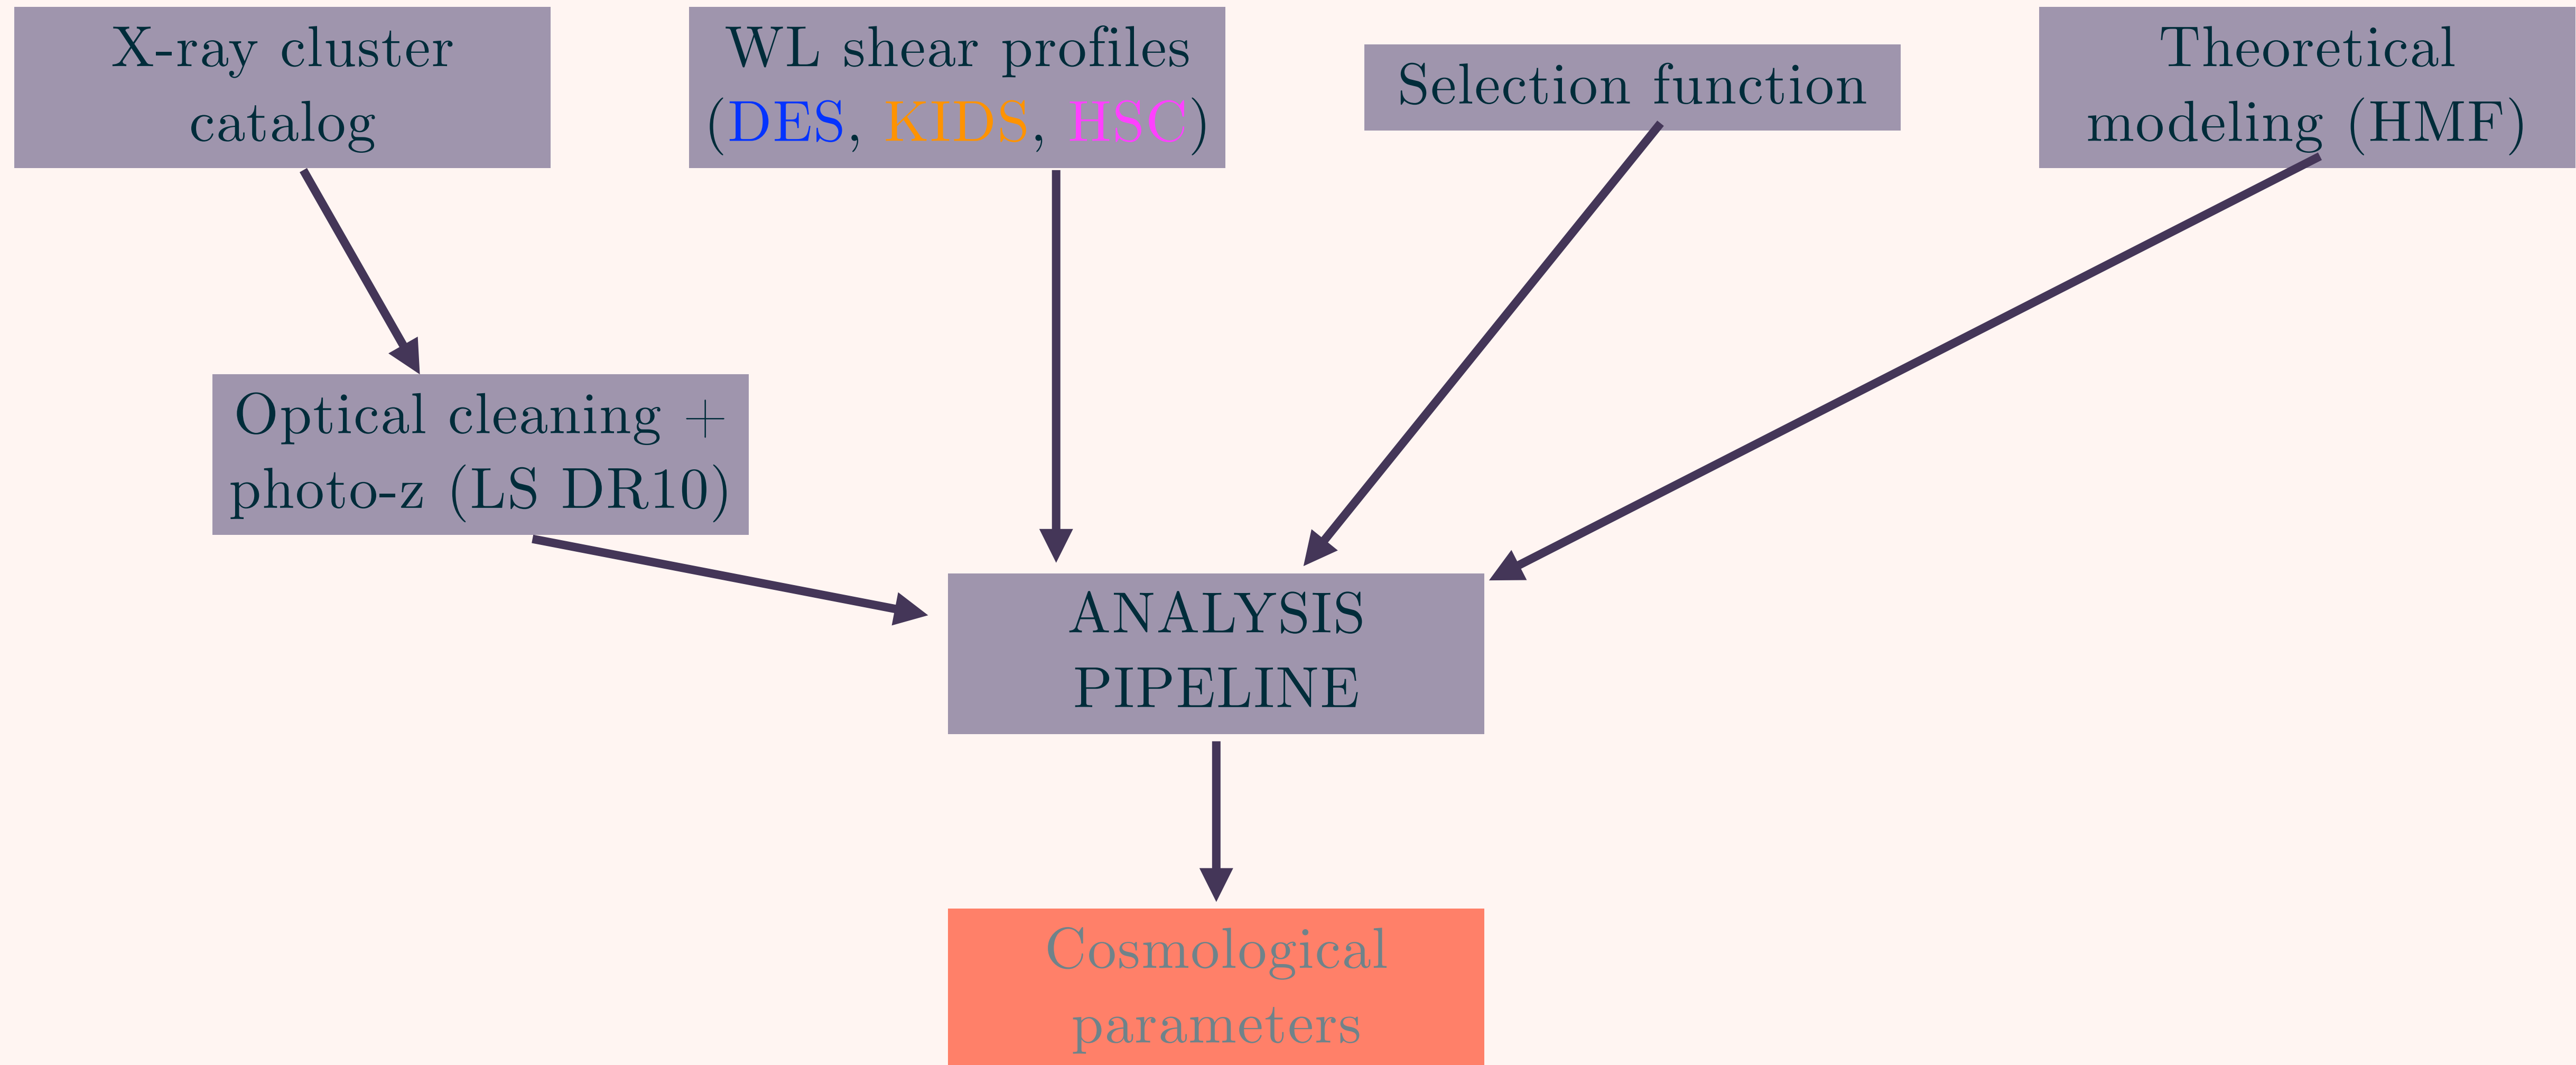 X-ray cluster
catalog
WL shear profiles
(DES, KIDS, HSC)
Selection function
Theoretical
modeling (HMF)
Optical cleaning +
photo-z (LS DR10)
ANALYSIS
PIPELINE
Cosmological
parameters